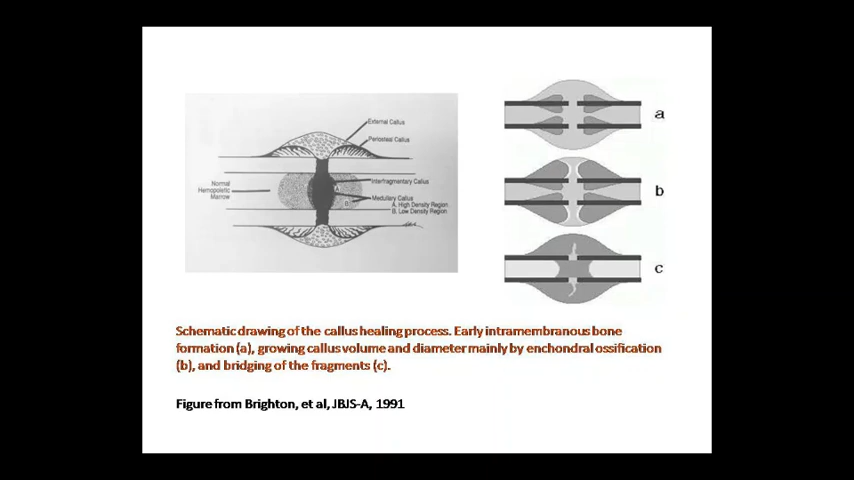 External Callus
Periosteal Callus
Normal
Hemopoietic
Marrow
Interfragmentary Callus
A
Medullary Callus
B
A. High Density Region
B. Low Density Region
a
b
c
Schematic drawing of the callus healing process. Early intramembranous bone
formation (a), growing callus volume and diameter mainly by enchondral ossification
(b), and bridging of the fragments (c).
Figure from Brighton, et al, JBJS-A, 1991